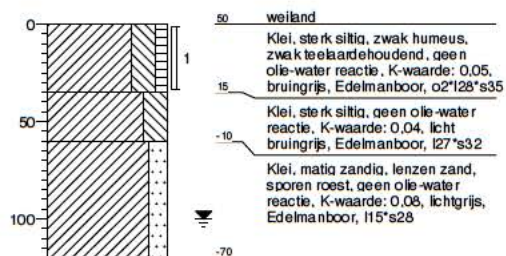 0
50
100
1
50 weiland
Klei, sterk siltig, zwak humeus,
zwak teelaardehoudend, geen
olie-water reactie, K-waarde: 0,05,
bruingrijs, Edelmanboor, o2*l28*s35
15
Klei, sterk siltig, geen olie-water
reactie, K-waarde: 0,04, licht
bruingrijs, Edelmanboor, l27*s32
-10
Klei, matig zandig, lenzen zand,
sporen roest, geen olie-water
reactie, K-waarde: 0,08, lichtgrijs,
Edelmanboor, l15*s28
-70